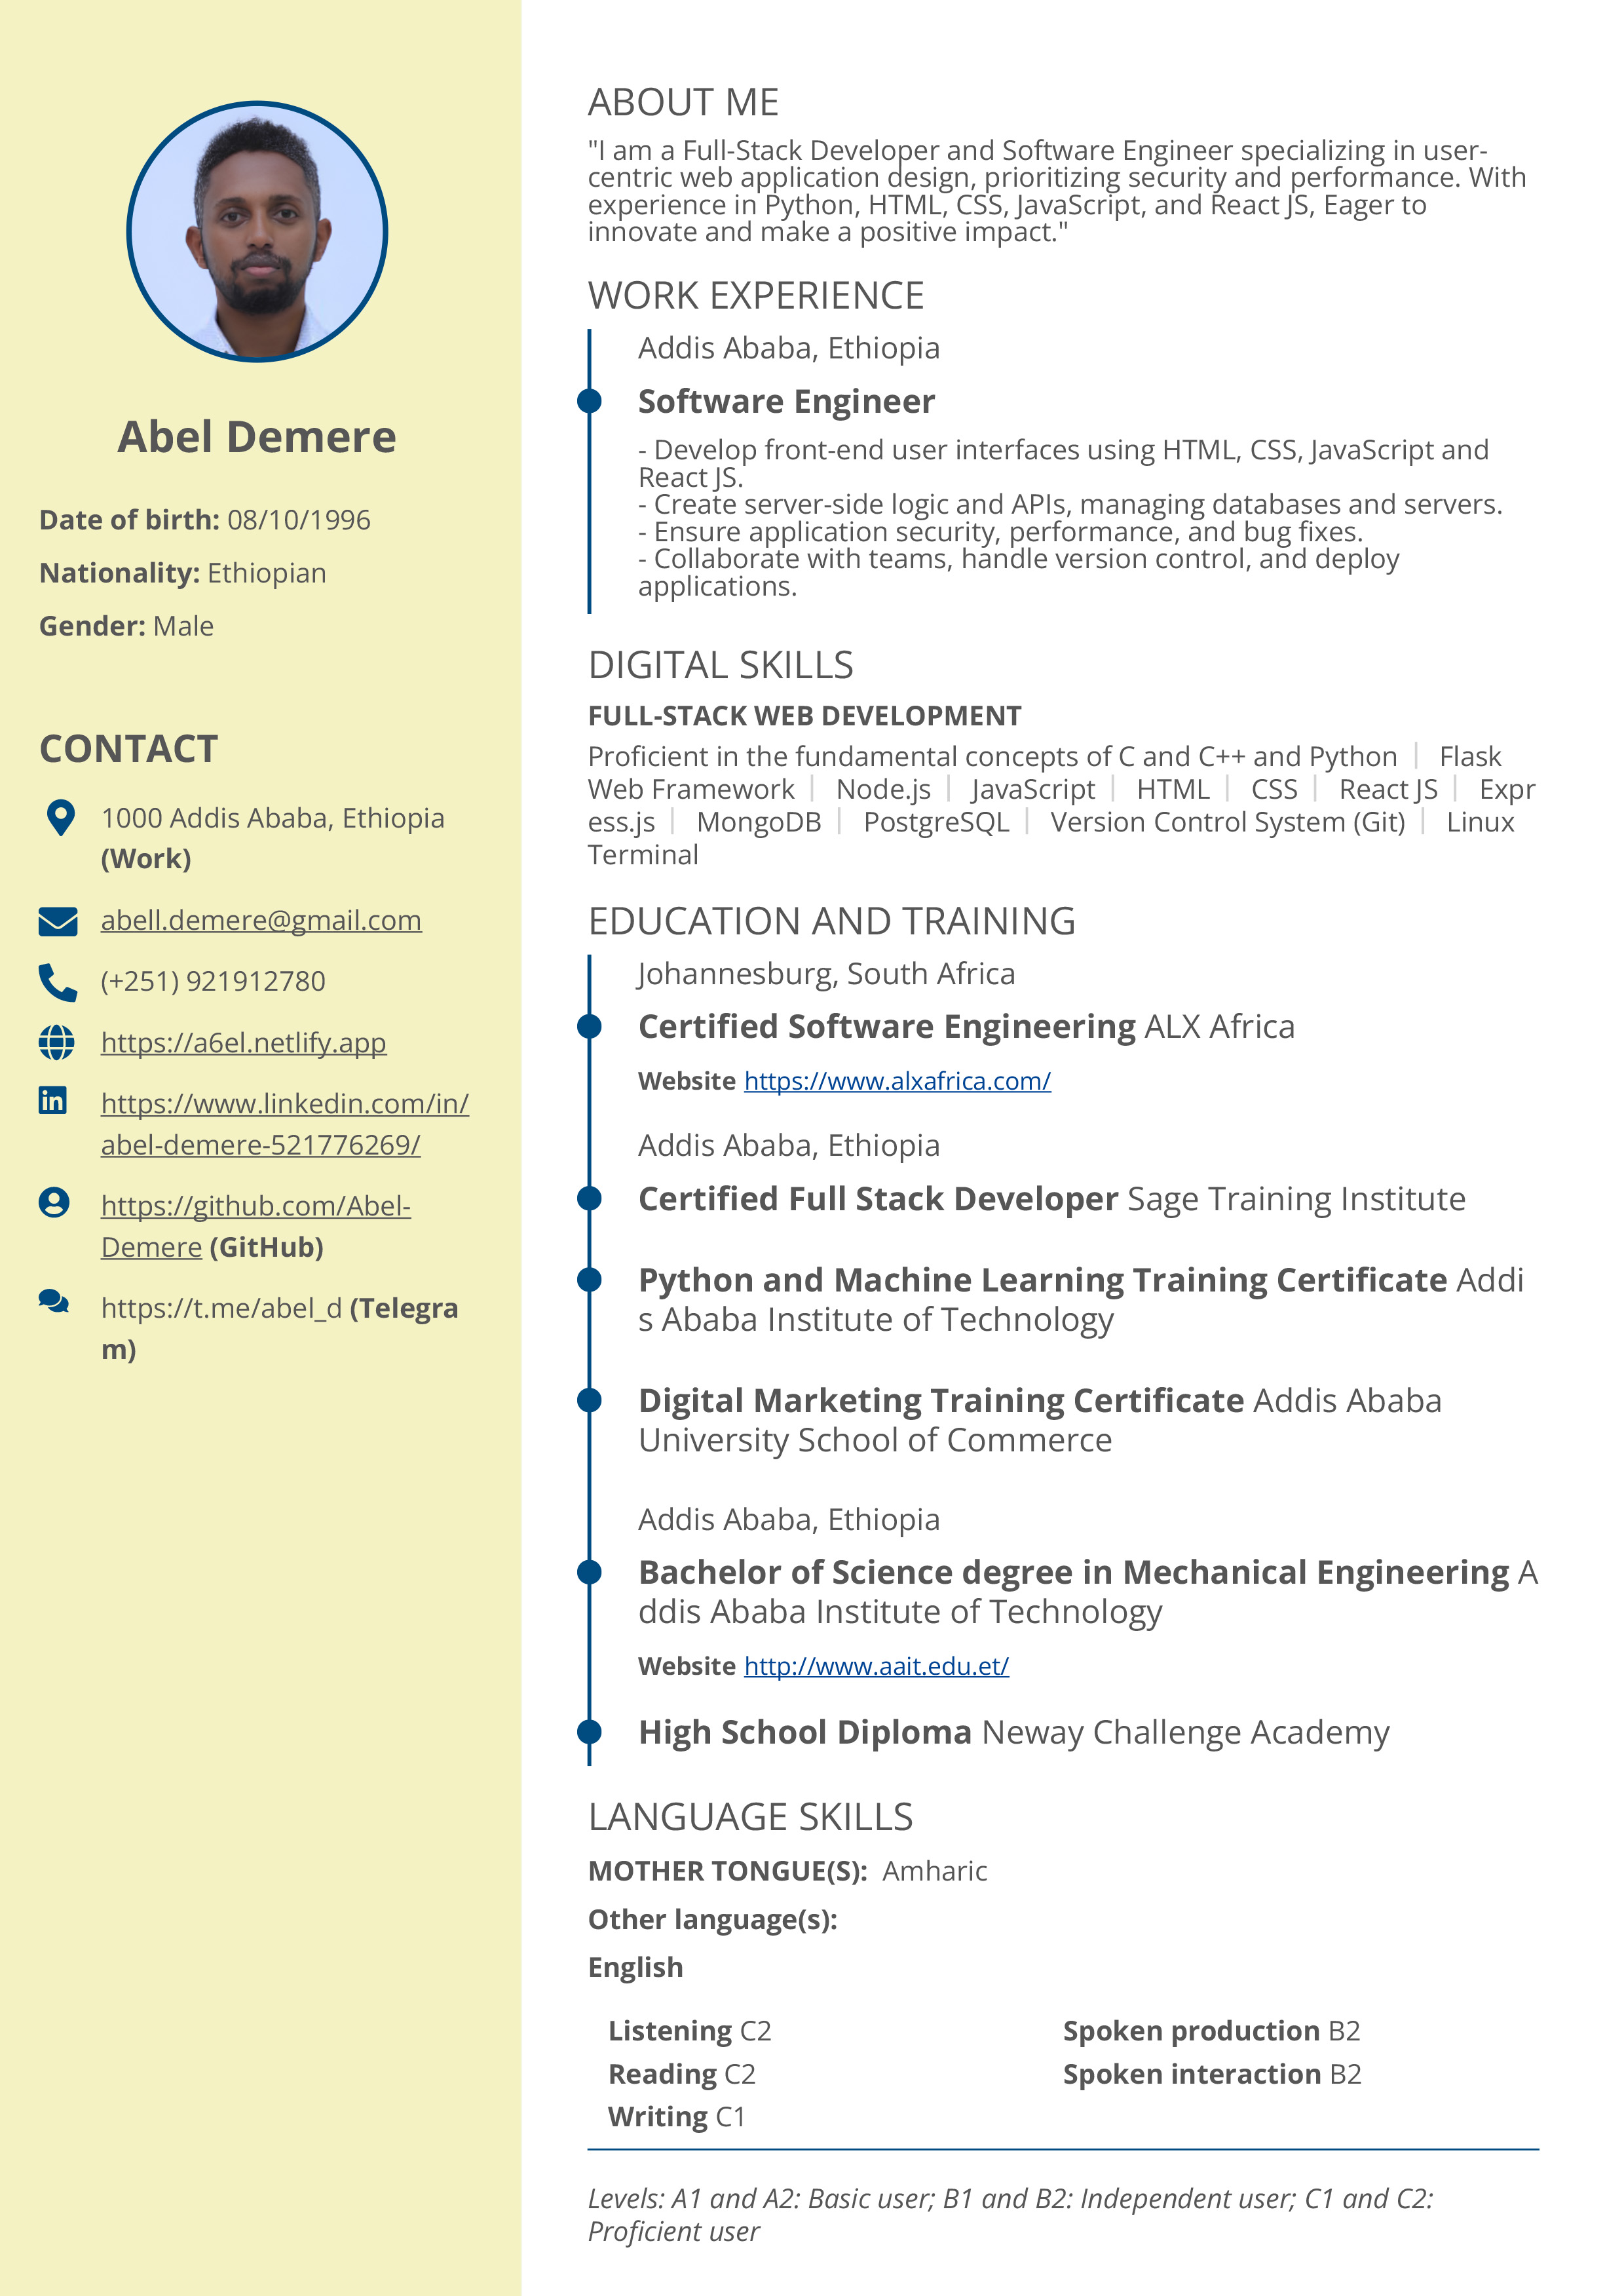 Abel Demere
Date of birth: 08/10/1996
Nationality: Ethiopian
Gender: Male
CONTACT
1000 Addis Ababa, Ethiopia
(Work)
abell.demere@gmail.com
(+251) 921912780
https://a6el.netlify.app
https://www.linkedin.com/in/
abel-demere-521776269/
https://github.com/Abel-
Demere (GitHub)
https://t.me/abel_d (Telegra
m)
ABOUT ME
"I am a Full-Stack Developer and Software Engineer specializing in user-
centric web application design, prioritizing security and performance. With
experience in Python, HTML, CSS, JavaScript, and React JS, Eager to
innovate and make a positive impact."
WORK EXPERIENCE
Addis Ababa, Ethiopia
Software Engineer
- Develop front-end user interfaces using HTML, CSS, JavaScript and
React JS.
- Create server-side logic and APIs, managing databases and servers.
- Ensure application security, performance, and bug fixes.
- Collaborate with teams, handle version control, and deploy
applications.
DIGITAL SKILLS
FULL-STACK WEB DEVELOPMENT
Proficient in the fundamental concepts of C and C++ and Python | Flask
Web Framework | Node.js | JavaScript | HTML | CSS | React JS | Expr
ess.js | MongoDB | PostgreSQL | Version Control System (Git) | Linux
Terminal
EDUCATION AND TRAINING
Johannesburg, South Africa
Certified Software Engineering ALX Africa
Website https://www.alxafrica.com/
Addis Ababa, Ethiopia
Certified Full Stack Developer Sage Training Institute
Python and Machine Learning Training Certificate Addi
s Ababa Institute of Technology
Digital Marketing Training Certificate Addis Ababa
University School of Commerce
Addis Ababa, Ethiopia
Bachelor of Science degree in Mechanical Engineering A
ddis Ababa Institute of Technology
Website http://www.aait.edu.et/
High School Diploma Neway Challenge Academy
LANGUAGE SKILLS
MOTHER TONGUE(S): Amharic
Other language(s):
English
Listening C2 Spoken production B2
Reading C2 Spoken interaction B2
Writing C1
Levels: A1 and A2: Basic user; B1 and B2: Independent user; C1 and C2:
Proficient user